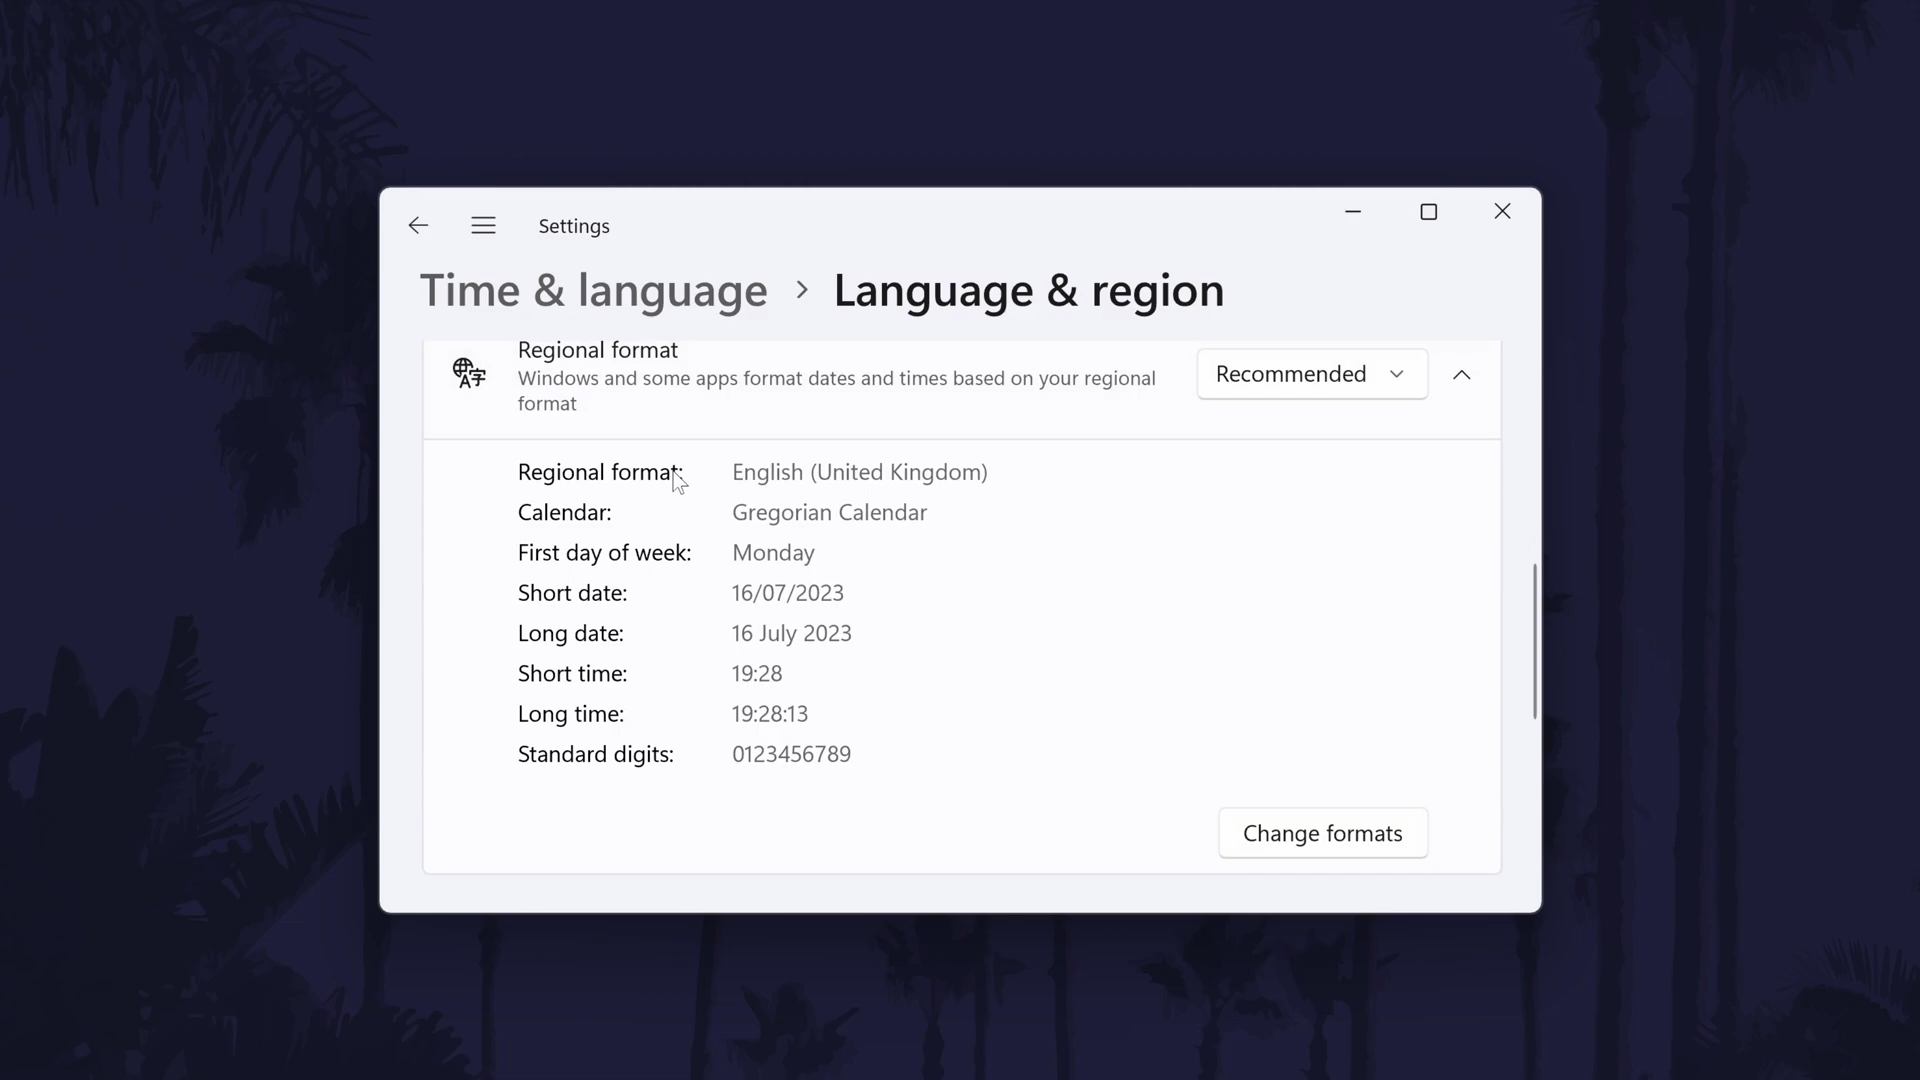 Settings
Time & language > Language & region
Regional format
Windows and some apps format dates and times based on your regional
format
Recommended
Regional format: English (United Kingdom)
Calendar: Gregorian Calendar
First day of week: Monday
Short date: 16/07/2023
Long date: 16 July 2023
Short time: 19:28
Long time: 19:28:13
Standard digits: 0123456789
Change formats